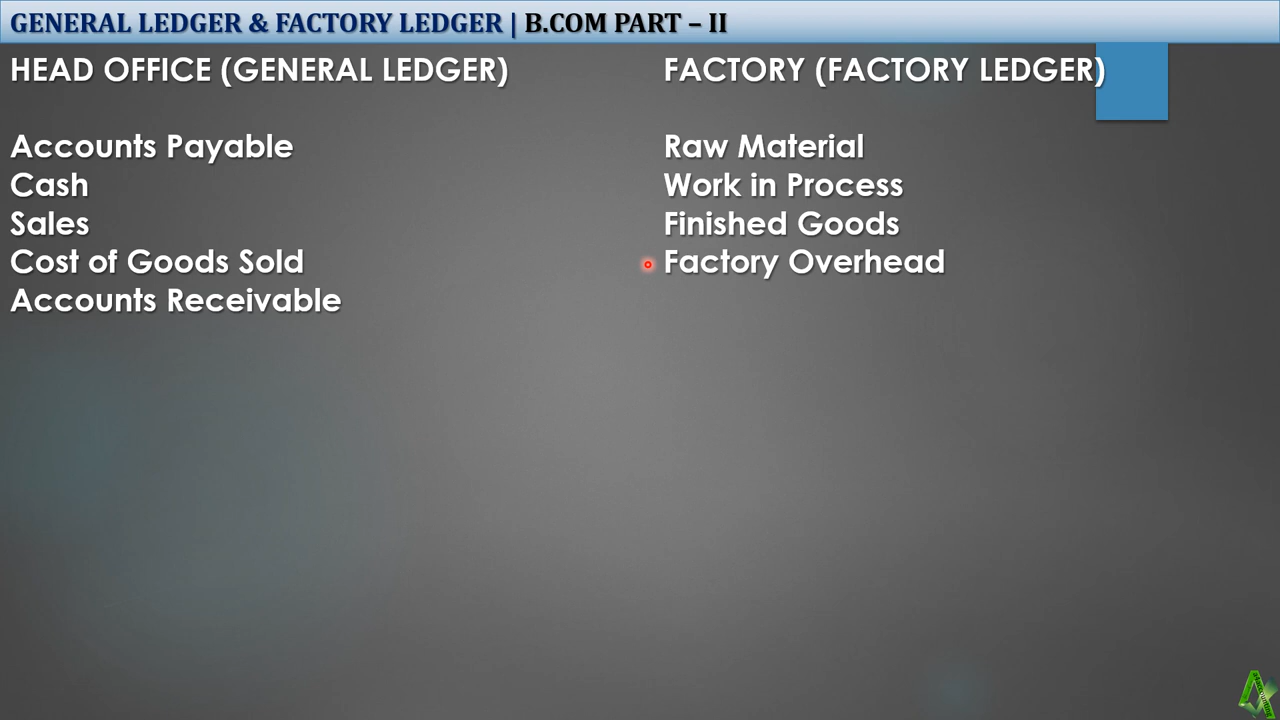 GENERAL LEDGER & FACTORY LEDGER | B.COM PART – II
HEAD OFFICE (GENERAL LEDGER)
Accounts Payable
Cash
Sales
Cost of Goods Sold
Accounts Receivable
FACTORY (FACTORY LEDGER)
Raw Material
Work in Process
Finished Goods
Factory Overhead